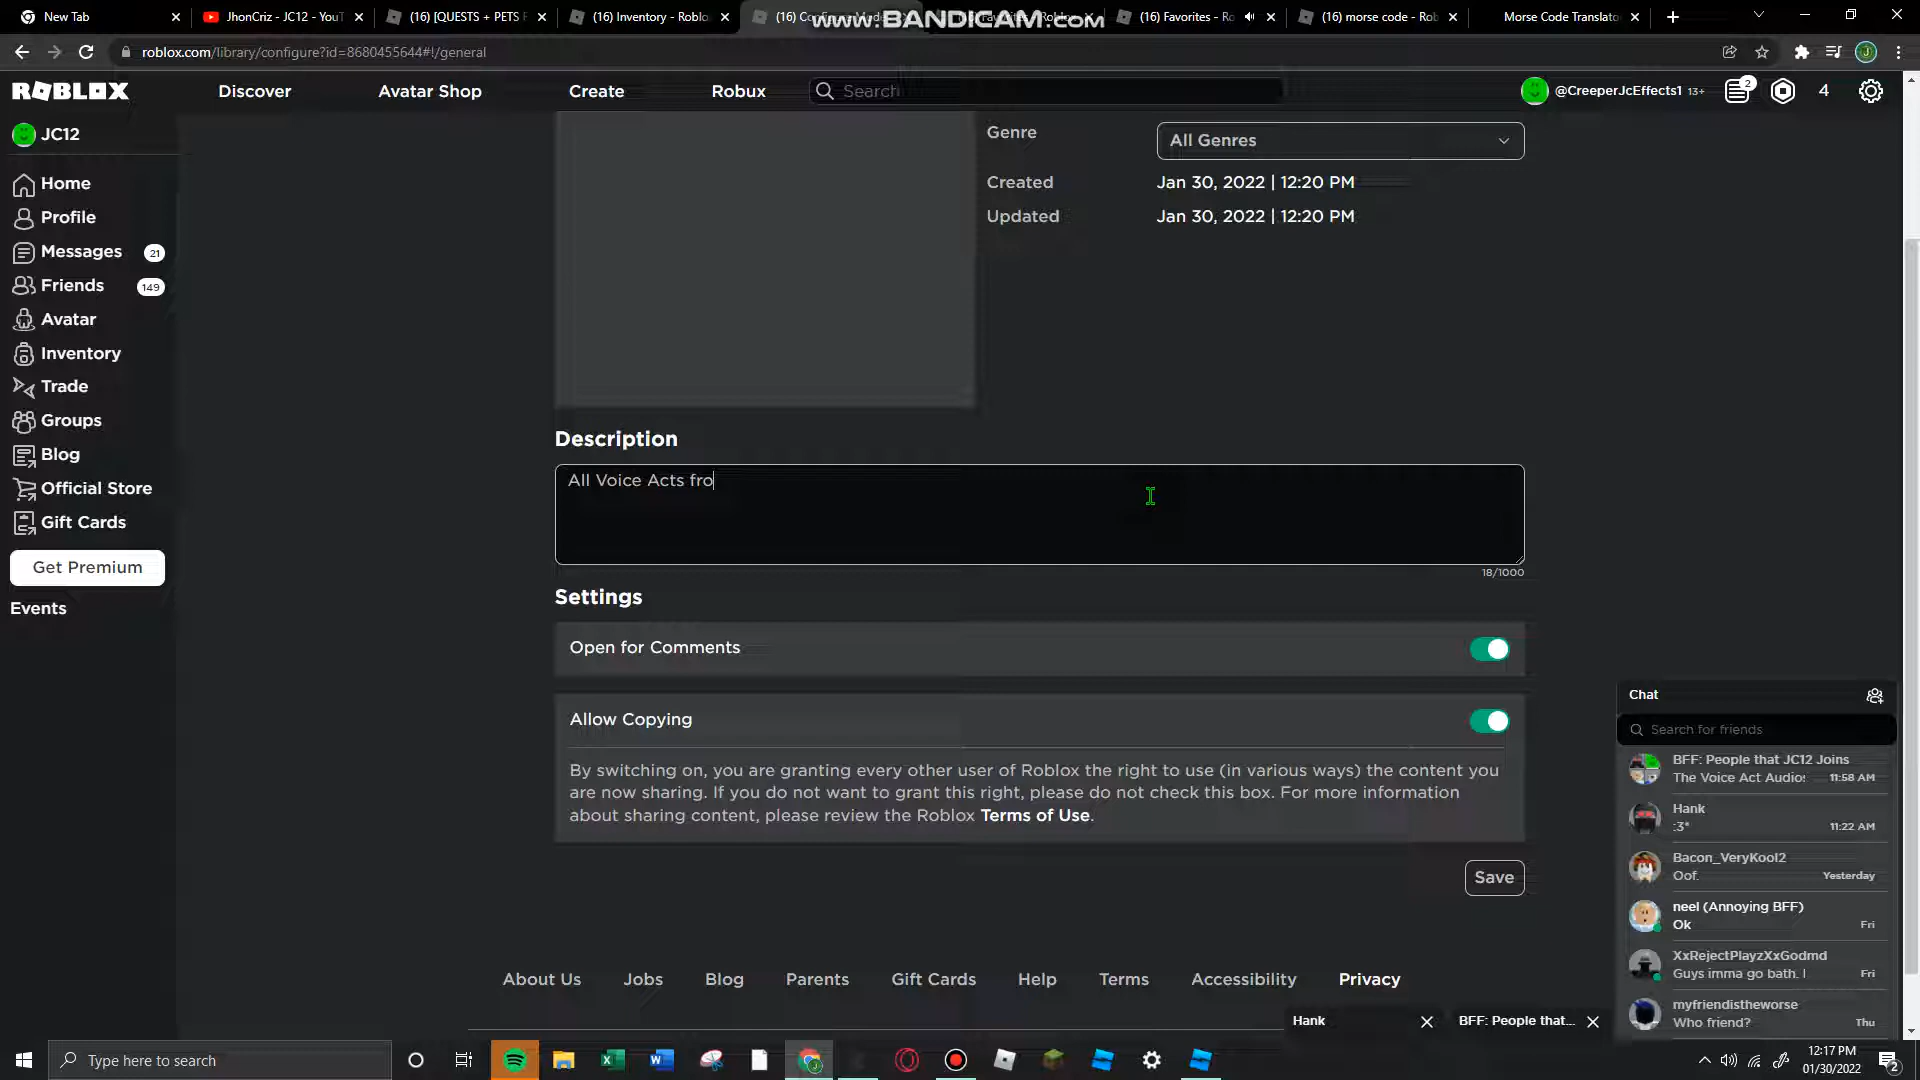 New Tab
JhonCriz - JC12 - YouT
(16) [QUESTS + PETS F
(16) Inventory - Roblo
(16) Co
(16) Favorites - Ro
(16) morse code - Rob
Morse Code Translato
www.BANDICAM.com
roblox.com/library/configure?id=8680455644#!/general
ROBLOX
Discover
Avatar Shop
Create
Robux
Search
@CreeperJcEffects1 13+
2
4
JC12
Home
Profile
Messages 21
Friends 149
Avatar
Inventory
Trade
Groups
Blog
Official Store
Gift Cards
Get Premium
Events
Genre
All Genres
Created
Jan 30, 2022 | 12:20 PM
Updated
Jan 30, 2022 | 12:20 PM
Description
All Voice Acts fro
18/1000
Settings
Open for Comments
Allow Copying
By switching on, you are granting every other user of Roblox the right to use (in various ways) the content you
are now sharing. If you do not want to grant this right, please do not check this box. For more information
about sharing content, please review the Roblox Terms of Use.
Save
About Us
Jobs
Blog
Parents
Gift Cards
Help
Terms
Accessibility
Privacy
Chat
Search for friends
BFF: People that JC12 Joins
The Voice Act Audio: 11:58 AM
Hank
:3* 11:22 AM
Bacon_VeryKool2
Oof. Yesterday
neel (Annoying BFF)
Ok Fri
XxRejectPlayzXxGodmd
Guys imma go bath. I Fri
myfriendistheworse
Who friend? Thu
Hank
BFF: People that...
Type here to search
12:17 PM
01/30/2022
2